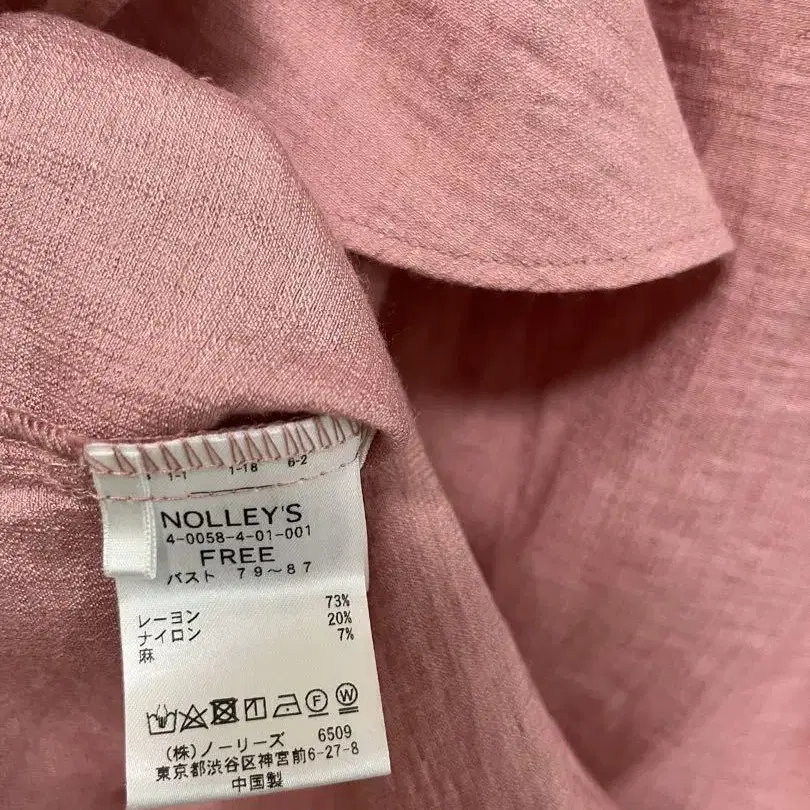 1-1 1-18 6-2
NOLLEY'S
4-0058-4-01-001
FREE
バスト 79~87
レーヨン 73%
ナイロン 20%
麻 7%
F W
(株)ノーリーズ 6509
東京都渋谷区神宮前6-27-8
中国製